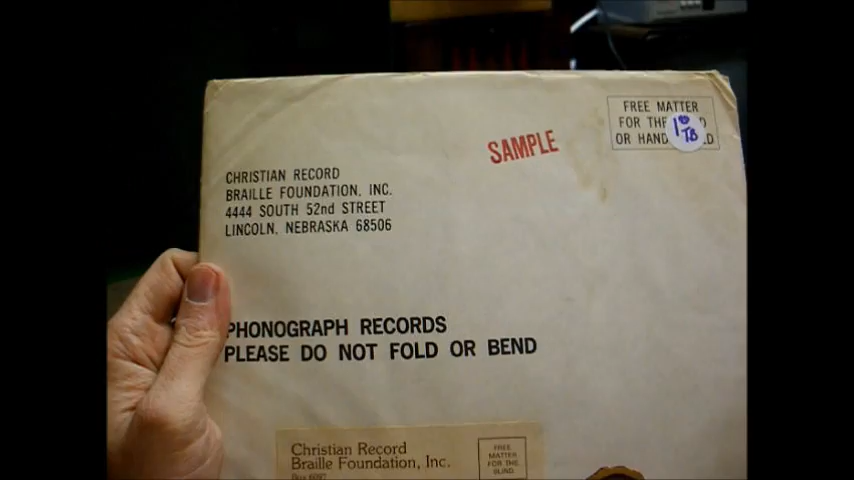 FREE MATTER
FOR THE
OR HAND
SAMPLE
CHRISTIAN RECORD
BRAILLE FOUNDATION, INC.
4444 SOUTH 52nd STREET
LINCOLN, NEBRASKA 68506
PHONOGRAPH RECORDS
PLEASE DO NOT FOLD OR BEND
Christian Record
Braille Foundation, Inc.
FREE
MATTER
FOR THE
BLIND